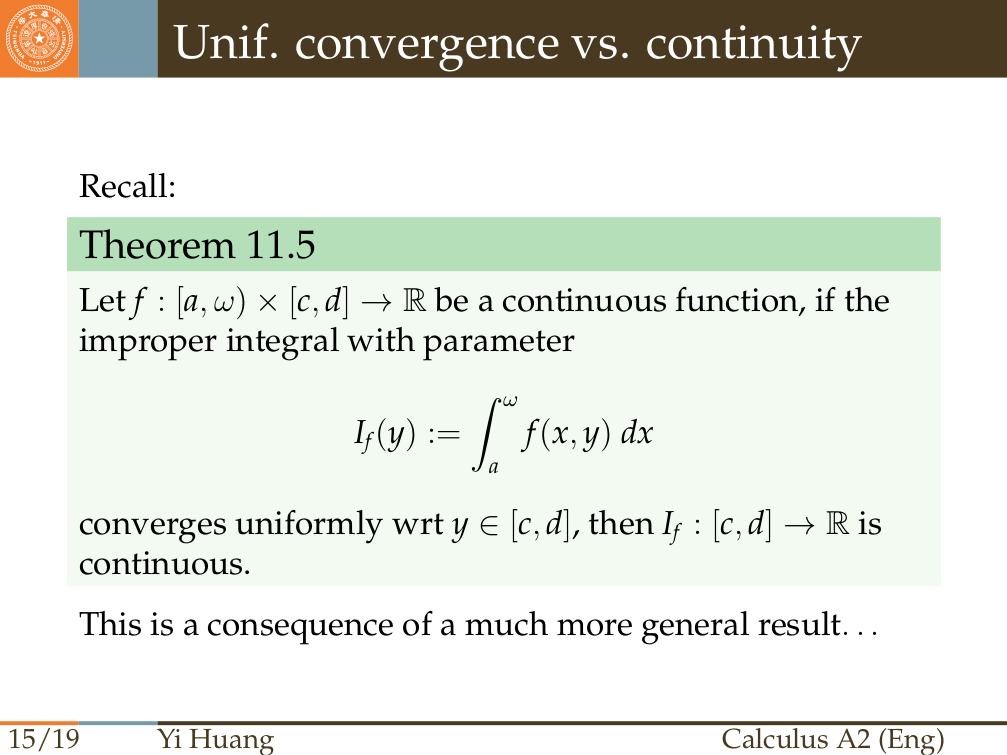 Unif. convergence vs. continuity
Recall:
Theorem 11.5
Let f : [a, ω) × [c, d] → ℝ be a continuous function, if the
improper integral with parameter
I_f(y) := ∫_a^ω f(x, y) dx
converges uniformly wrt y ∈ [c, d], then I_f : [c, d] → ℝ is
continuous.
This is a consequence of a much more general result. . .
15/19 Yi Huang Calculus A2 (Eng)